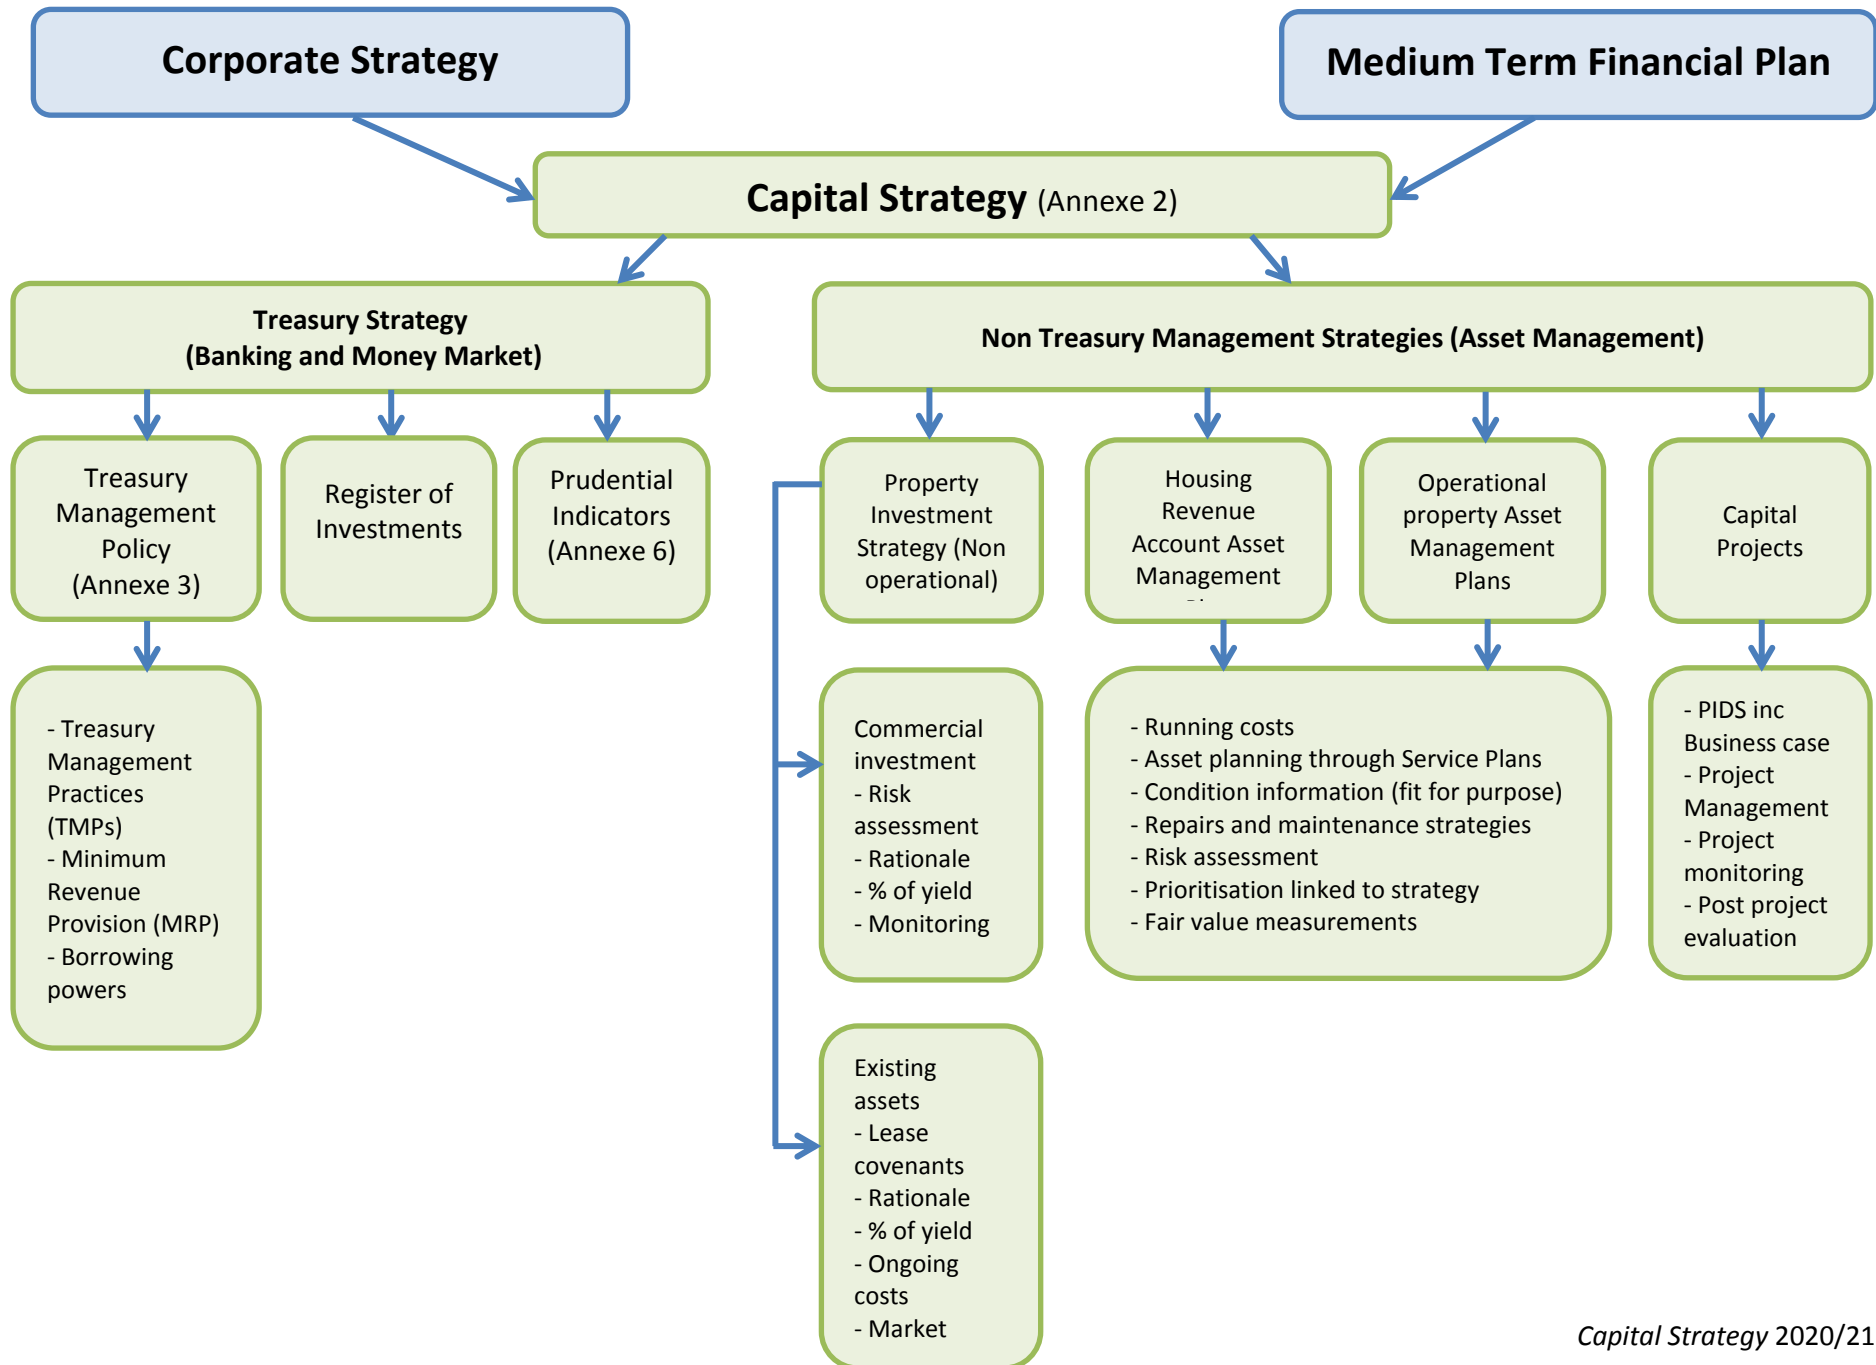 Corporate Strategy
Medium Term Financial Plan
Capital Strategy (Annexe 2)
Treasury Strategy
(Banking and Money Market)
Non Treasury Management Strategies (Asset Management)
Treasury
Management
Policy
(Annexe 3)
Register of
Investments
Prudential
Indicators
(Annexe 6)
Property
Investment
Strategy (Non
operational)
Housing
Revenue
Account Asset
Management
Operational
property Asset
Management
Plans
Capital
Projects
- Treasury
Management
Practices
(TMPs)
- Minimum
Revenue
Provision (MRP)
- Borrowing
powers
Commercial
investment
- Risk
assessment
- Rationale
- % of yield
- Monitoring
- Running costs
- Asset planning through Service Plans
- Condition information (fit for purpose)
- Repairs and maintenance strategies
- Risk assessment
- Prioritisation linked to strategy
- Fair value measurements
- PIDS inc
Business case
- Project
Management
- Project
monitoring
- Post project
evaluation
Existing
assets
- Lease
covenants
- Rationale
- % of yield
- Ongoing
costs
- Market
Capital Strategy 2020/21